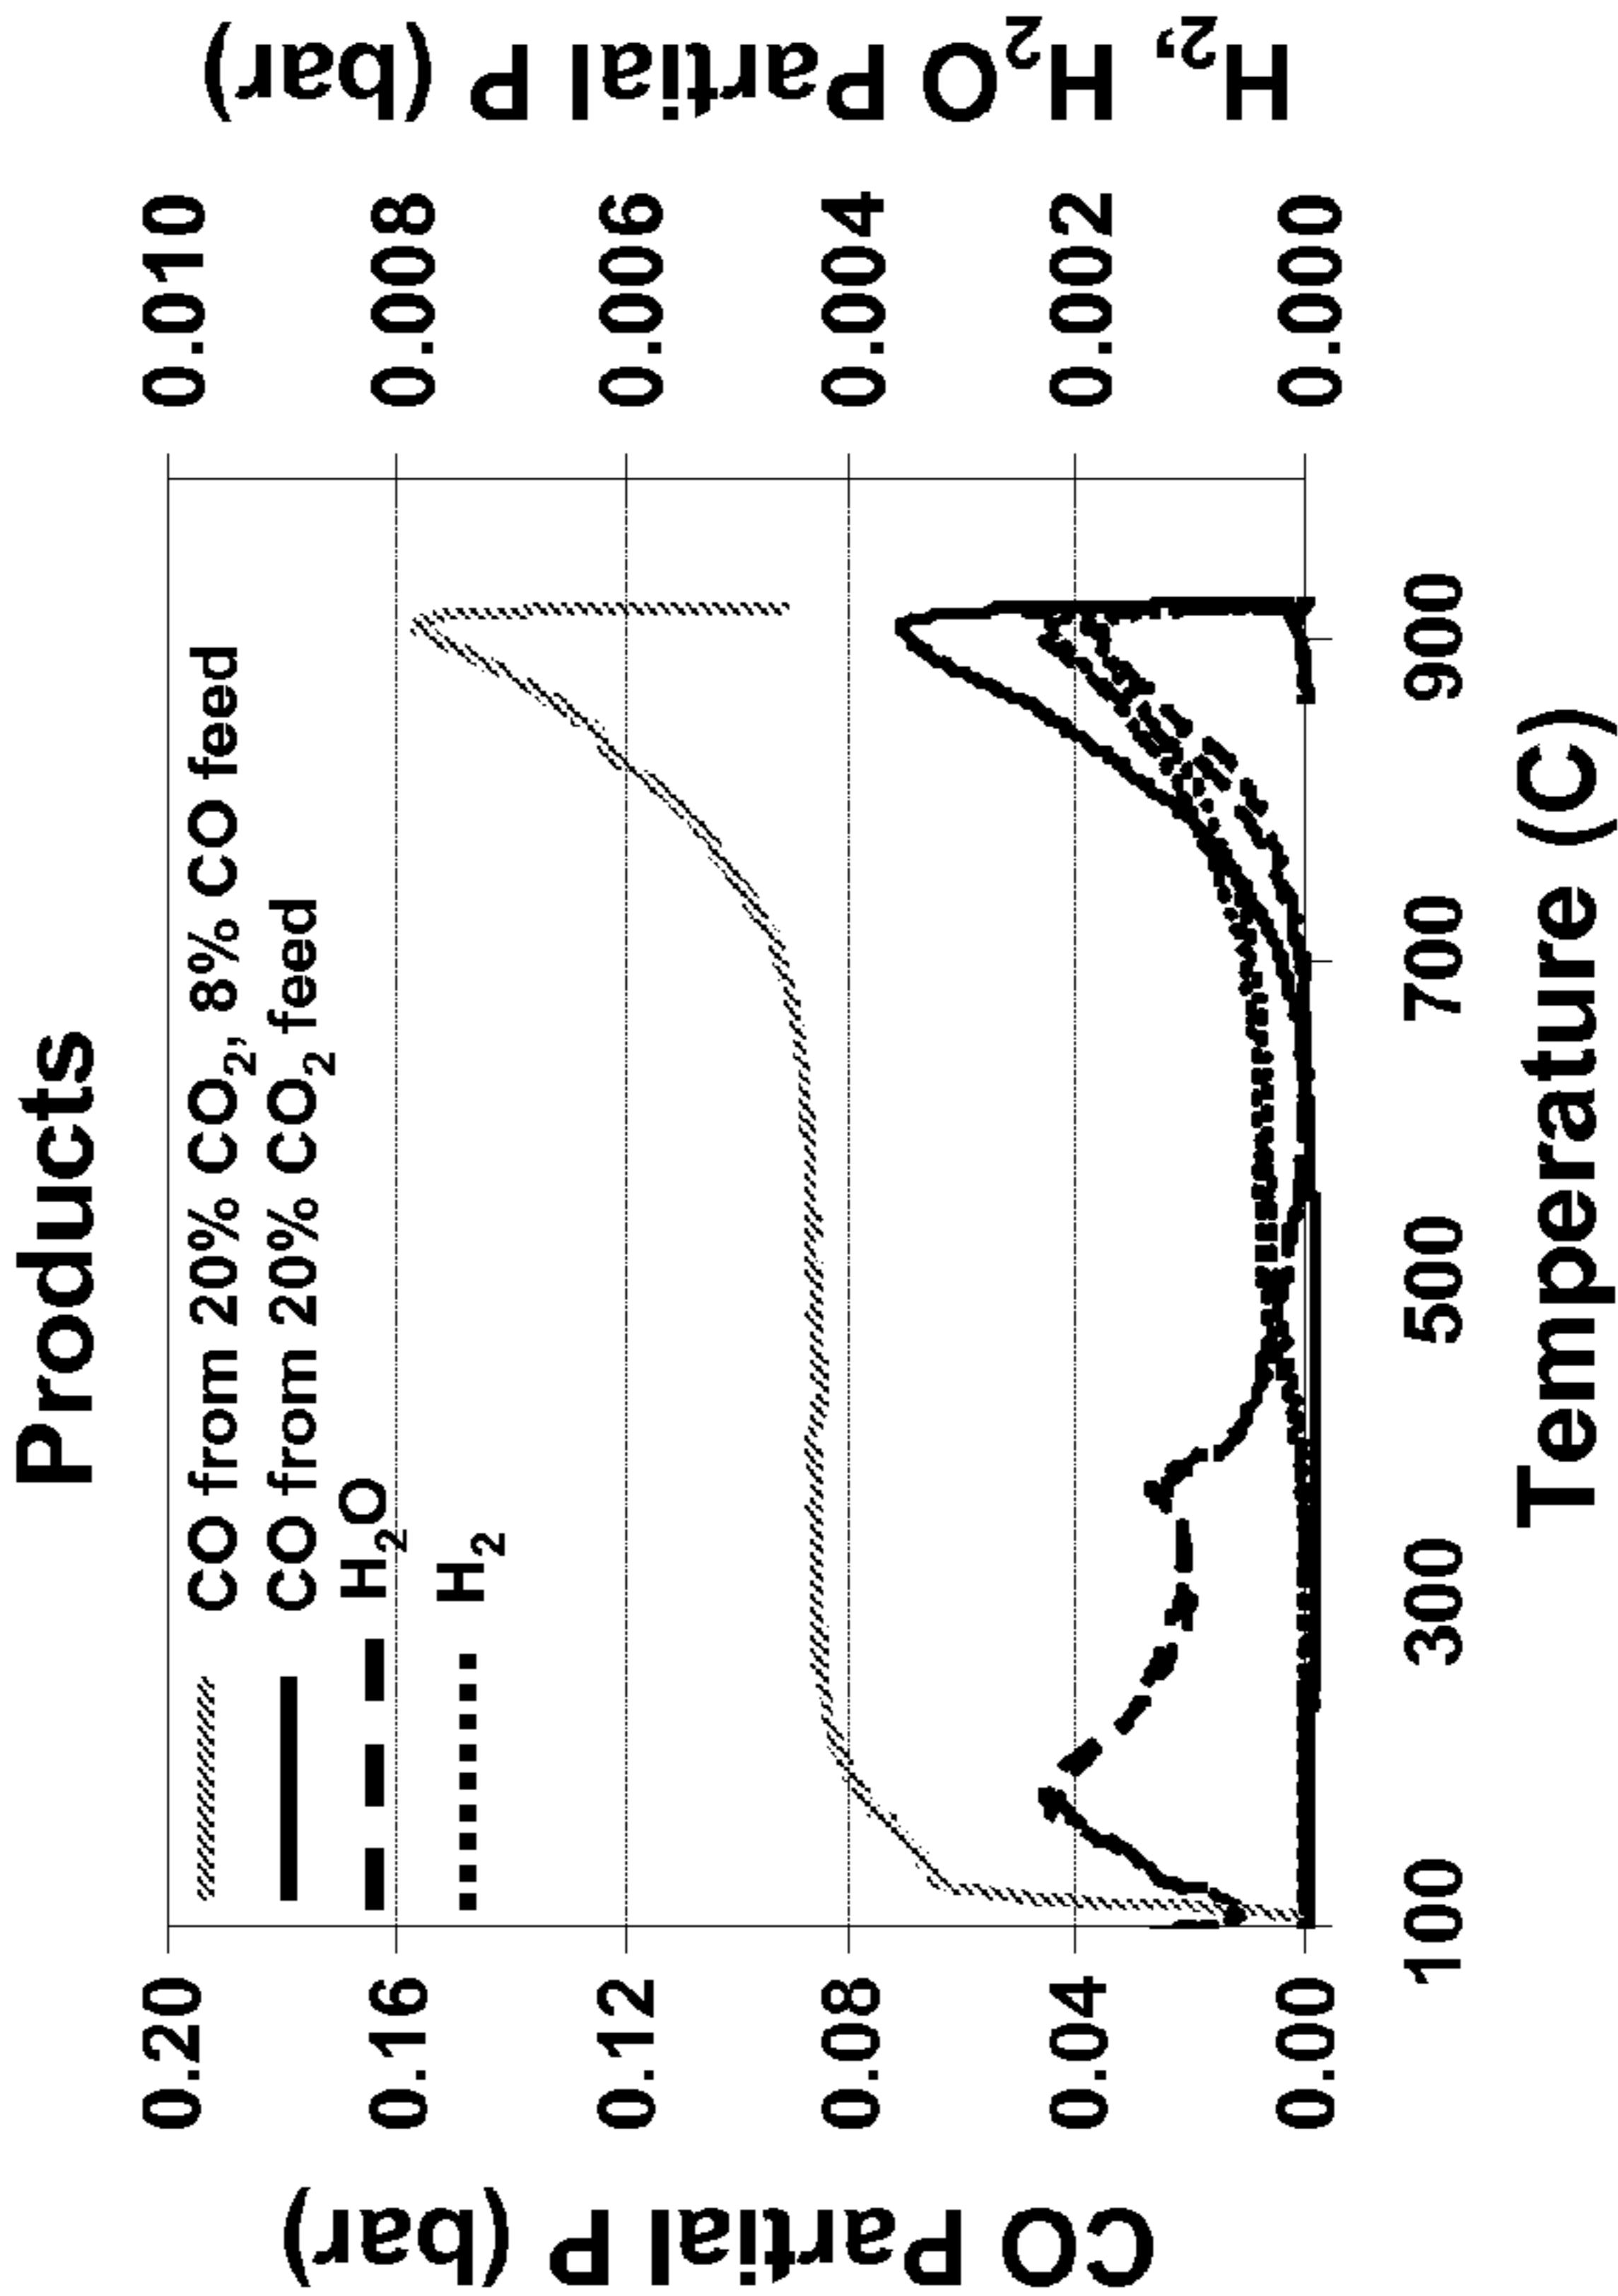 Products
CO from 20% CO₂, 8% CO feed
CO from 20% CO₂ feed
H₂O
H₂
CO Partial P (bar)
0.20
0.16
0.12
0.08
0.04
0.00
H₂, H₂O Partial P (bar)
0.010
0.008
0.006
0.004
0.002
0.000
100 300 500 700 900
Temperature (C)